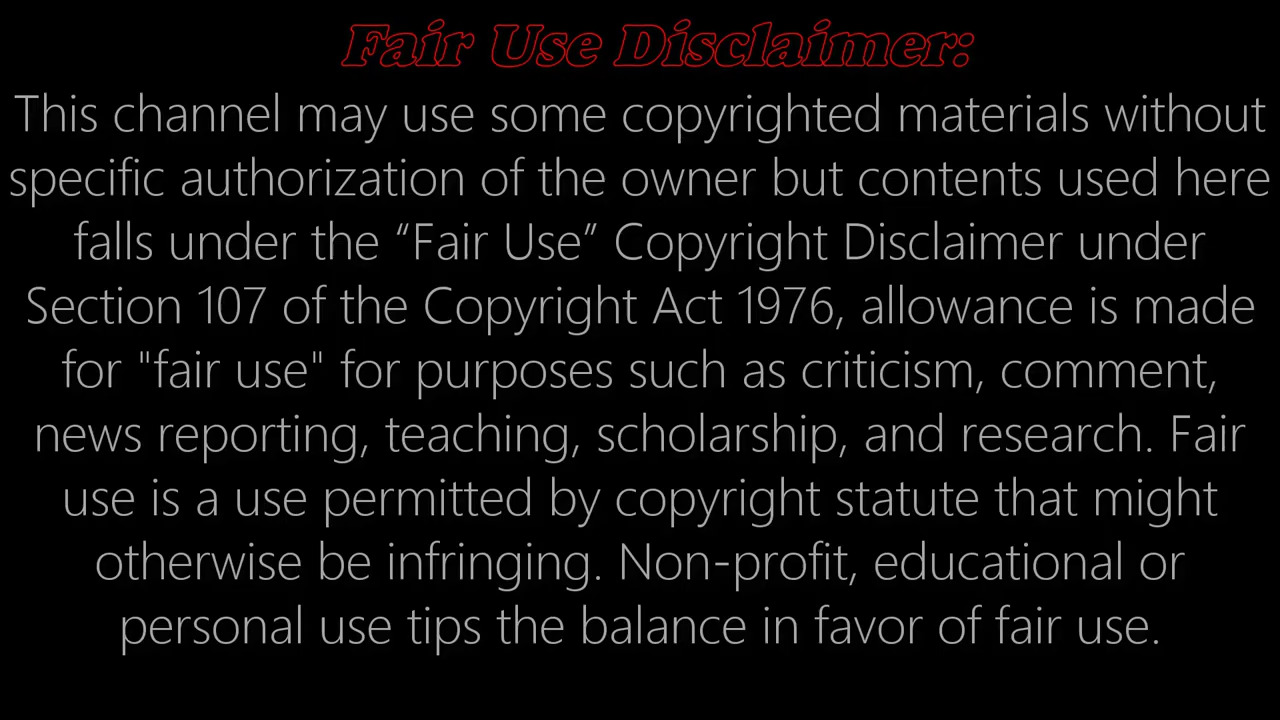 Fair Use Disclaimer:
This channel may use some copyrighted materials without
specific authorization of the owner but contents used here
falls under the “Fair Use” Copyright Disclaimer under
Section 107 of the Copyright Act 1976, allowance is made
for "fair use" for purposes such as criticism, comment,
news reporting, teaching, scholarship, and research. Fair
use is a use permitted by copyright statute that might
otherwise be infringing. Non-profit, educational or
personal use tips the balance in favor of fair use.